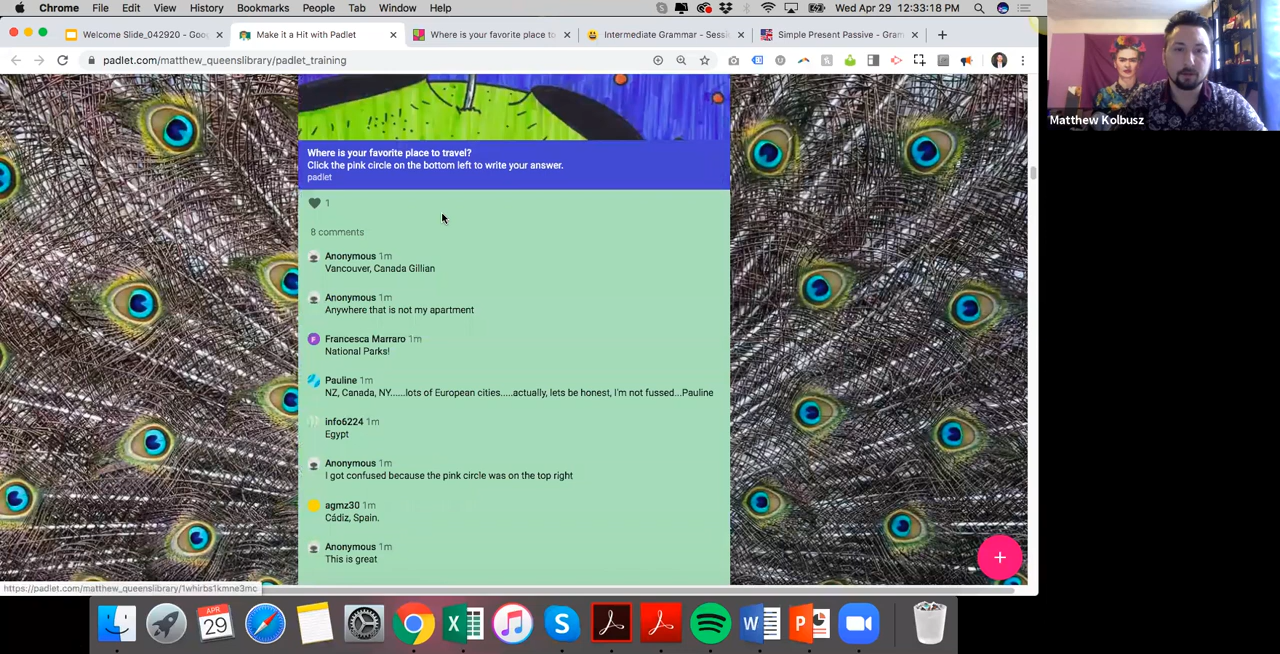 Chrome File Edit View History Bookmarks People Tab Window Help
Wed Apr 29 12:33:18 PM
Welcome Slide_042920 - Goo
Make it a Hit with Padlet
Where is your favorite place to
Intermediate Grammar - Sessi
Simple Present Passive - Gram
padlet.com/matthew_queenslibrary/padlet_training
Matthew Kolbusz
Where is your favorite place to travel?
Click the pink circle on the bottom left to write your answer.
padlet
1
8 comments
Anonymous 1m
Vancouver, Canada Gillian
Anonymous 1m
Anywhere that is not my apartment
F
Francesca Marraro 1m
National Parks!
Pauline 1m
NZ, Canada, NY......lots of European cities.....actually, lets be honest, I'm not fussed...Pauline
info6224 1m
Egypt
Anonymous 1m
I got confused because the pink circle was on the top right
agmz30 1m
Cádiz, Spain.
Anonymous 1m
This is great
https://padlet.com/matthew_queenslibrary/1whirbs1kmne3mc
APR
29